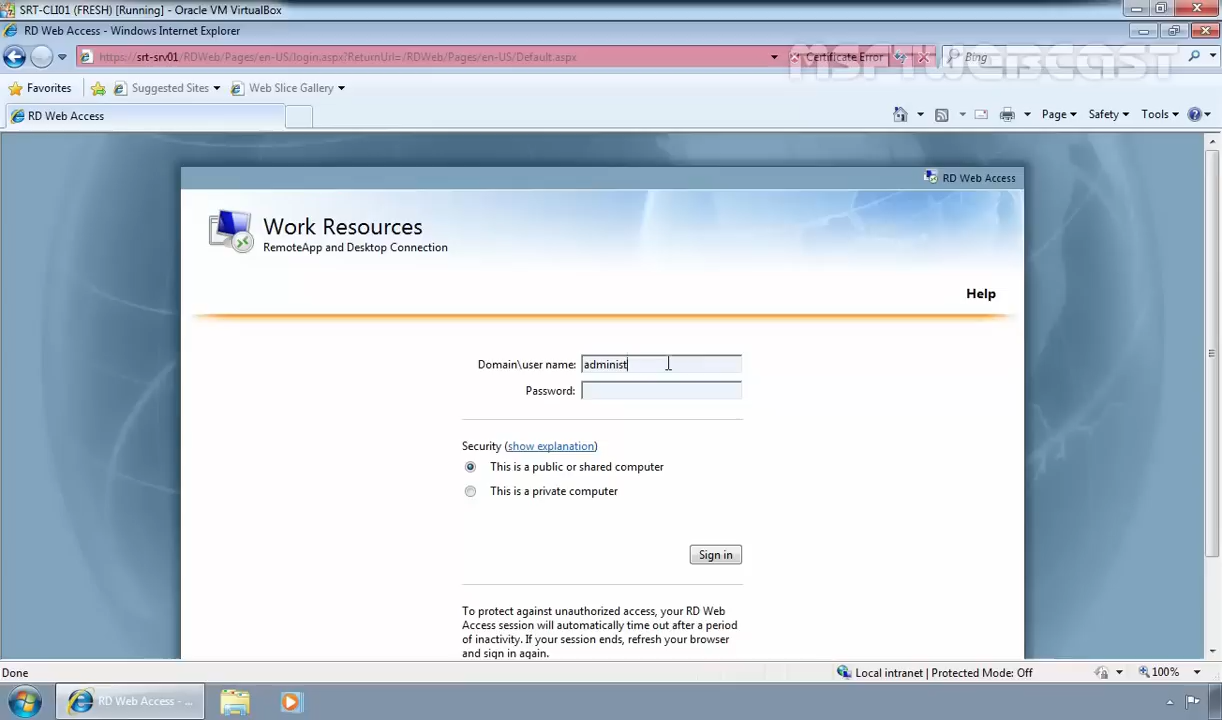 SRT-CLI01 (FRESH) [Running] - Oracle VM VirtualBox
RD Web Access - Windows Internet Explorer
https://srt-srv01/RDWeb/Pages/en-US/login.aspx?ReturnUrl=/RDWeb/Pages/en-US/Default.aspx
Certificate Error
Bing
MSFTWEBCAST
Favorites
Suggested Sites
Web Slice Gallery
RD Web Access
Page
Safety
Tools
RD Web Access
Work Resources
RemoteApp and Desktop Connection
Help
Domain\user name: administ
Password:
Security (show explanation)
This is a public or shared computer
This is a private computer
Sign in
To protect against unauthorized access, your RD Web
Access session will automatically time out after a period
of inactivity. If your session ends, refresh your browser
and sign in again.
Done
Local intranet | Protected Mode: Off
100%
RD Web Access - ...